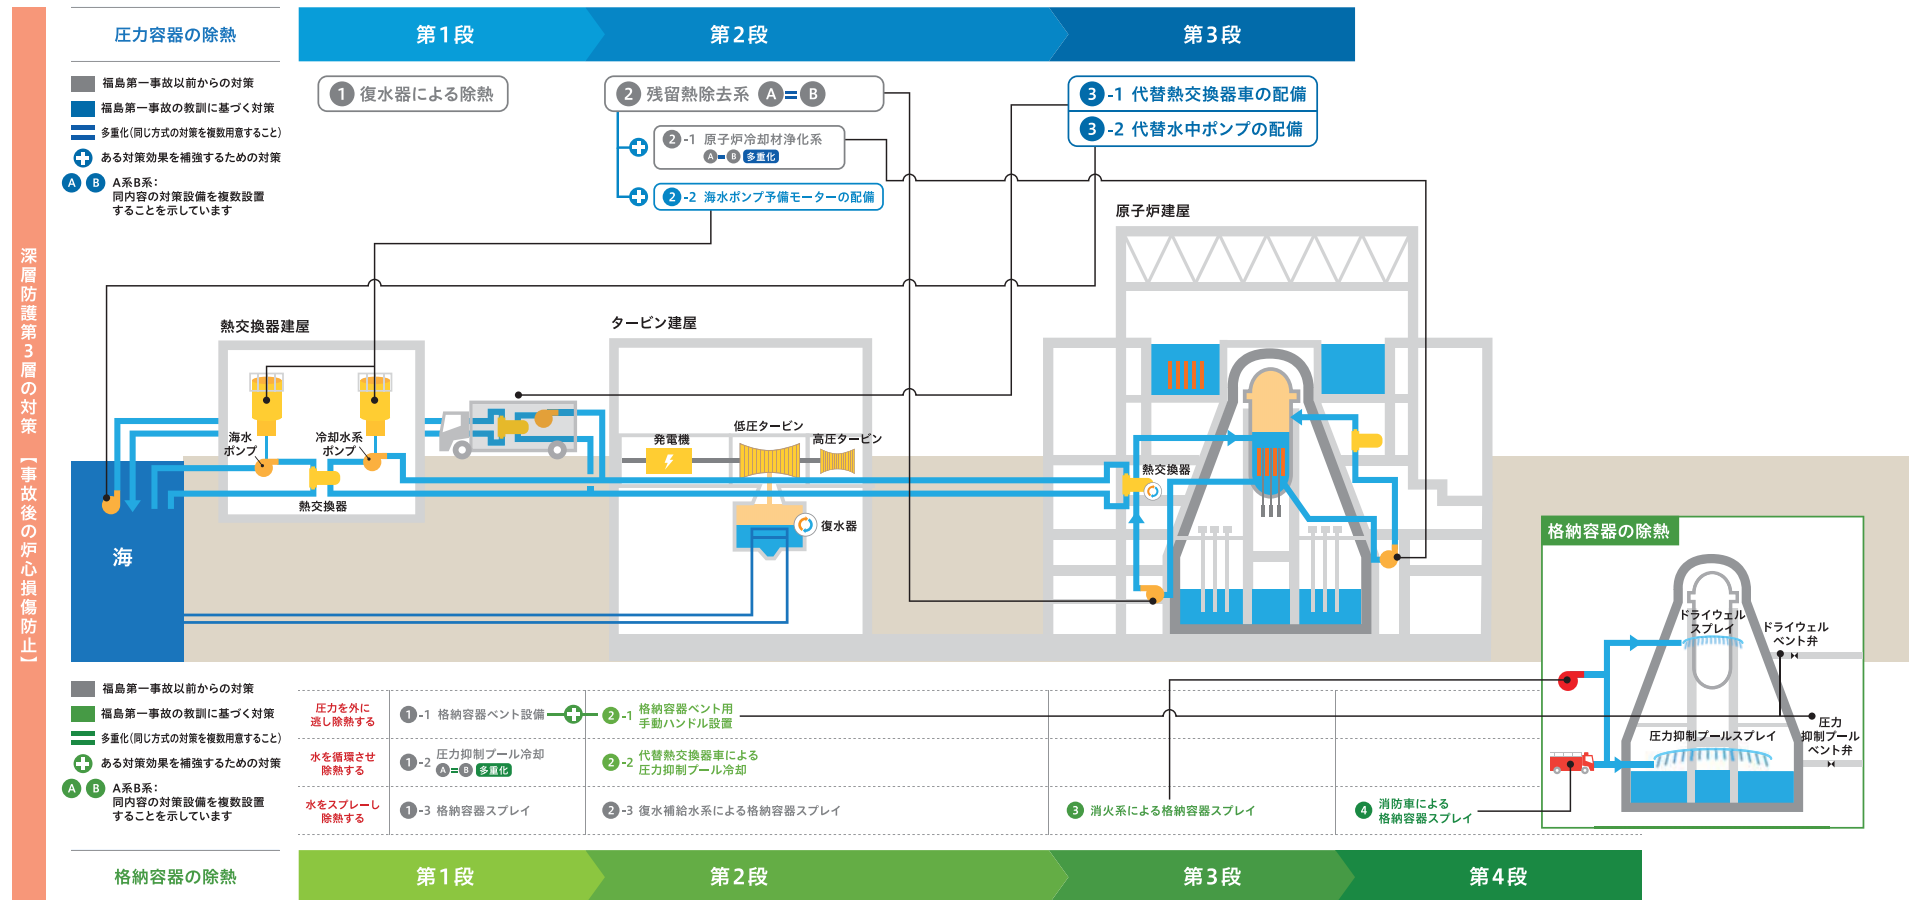 深層防護第3層の対策 【事故後の炉心損傷防止】
圧力容器の除熱
第1段
第2段
第3段
福島第一事故以前からの対策
福島第一事故の教訓に基づく対策
多重化(同じ方式の対策を複数用意すること)
ある対策効果を補強するための対策
A B A系B系:
同内容の対策設備を複数設置
することを示しています
1 復水器による除熱
2 残留熱除去系 A=B
2-1 原子炉冷却材浄化系
A=B 多重化
2-2 海水ポンプ予備モーターの配備
3-1 代替熱交換器車の配備
3-2 代替水中ポンプの配備
原子炉建屋
熱交換器建屋
タービン建屋
海水
ポンプ
冷却水系
ポンプ
熱交換器
発電機
低圧タービン
高圧タービン
復水器
熱交換器
海
格納容器の除熱
ドライウェル
スプレイ
ドライウェル
ベント弁
圧力抑制プールスプレイ
圧力
抑制プール
ベント弁
福島第一事故以前からの対策
福島第一事故の教訓に基づく対策
多重化(同じ方式の対策を複数用意すること)
ある対策効果を補強するための対策
A B A系B系:
同内容の対策設備を複数設置
することを示しています
圧力を外に
逃し除熱する
1-1 格納容器ベント設備
2-1 格納容器ベント用
手動ハンドル設置
水を循環させ
除熱する
1-2 圧力抑制プール冷却
A=B 多重化
2-2 代替熱交換器車による
圧力抑制プール冷却
水をスプレーし
除熱する
1-3 格納容器スプレイ
2-3 復水補給水系による格納容器スプレイ
3 消火系による格納容器スプレイ
4 消防車による
格納容器スプレイ
格納容器の除熱
第1段
第2段
第3段
第4段